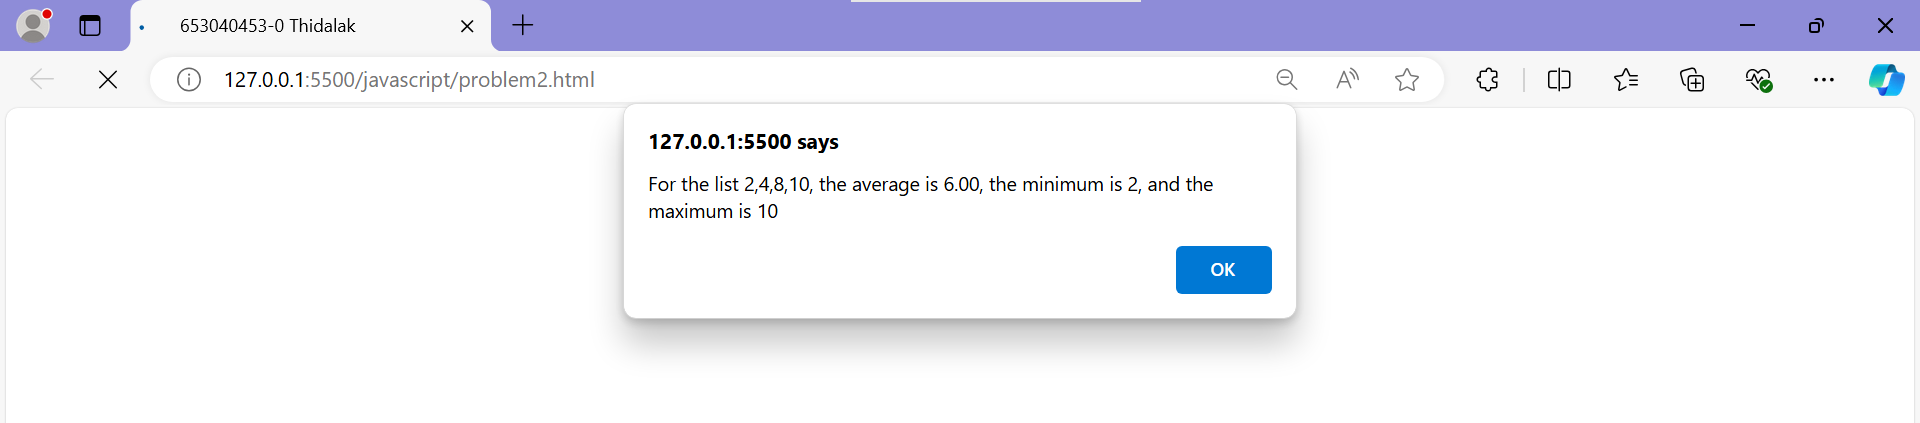 653040453-0 Thidalak
127.0.0.1:5500/javascript/problem2.html
127.0.0.1:5500 says
For the list 2,4,8,10, the average is 6.00, the minimum is 2, and the
maximum is 10
OK